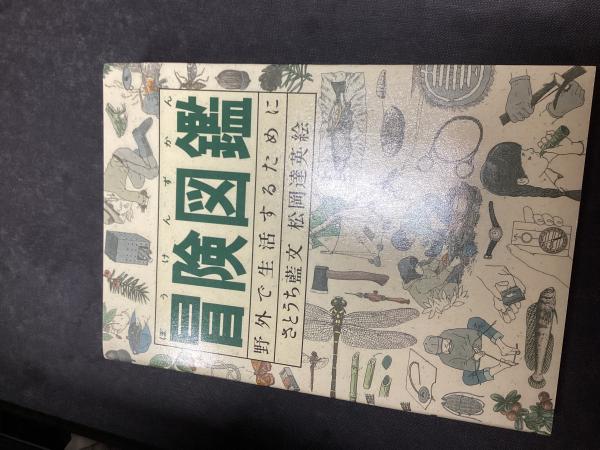 ぼうけんずかん
冒険図鑑
野外で生活するために
さとうち藍文 松岡達英絵